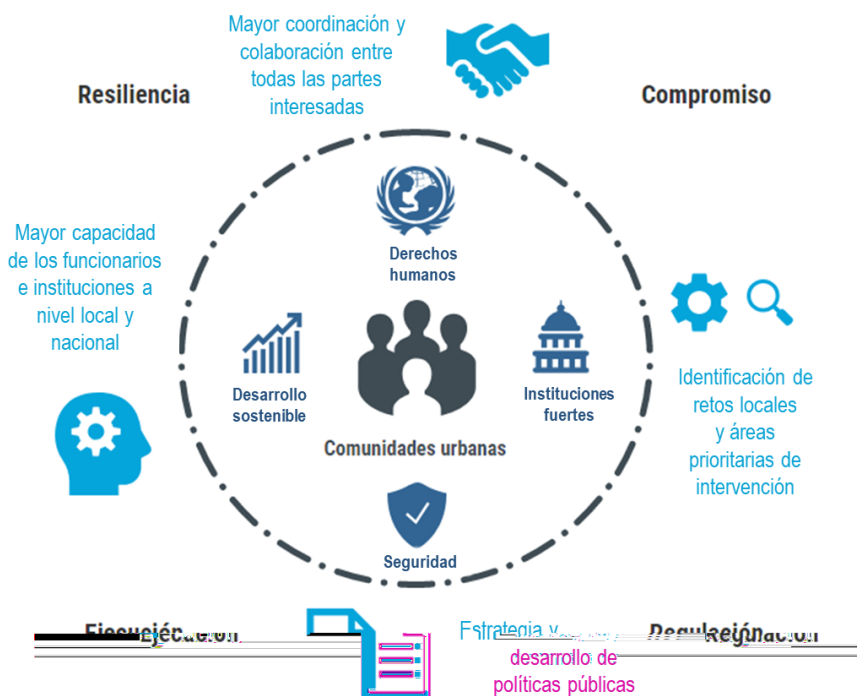 Mayor coordinación y
colaboración entre
todas las partes
interesadas
Resiliencia
Compromiso
Derechos
humanos
Mayor capacidad
de los funcionarios
e instituciones a
nivel local y
nacional
Desarrollo
sostenible
Instituciones
fuertes
Comunidades urbanas
Identificación de
retos locales
y áreas
prioritarias de
intervención
Seguridad
Estrategia y
desarrollo de
políticas públicas